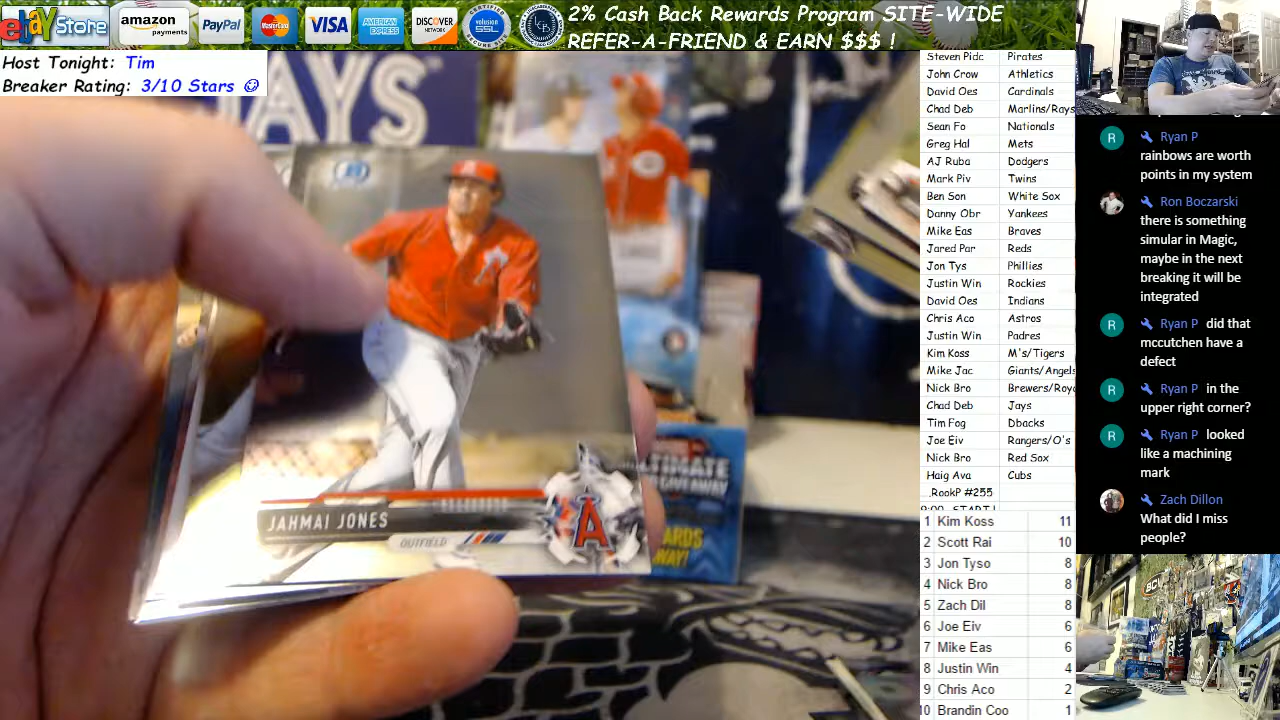 ebay Store
amazon
payments
PayPal
MasterCard
VISA
AMERICAN
EXPRESS
DISCOVER
NETWORK
volusion
SSL
2% Cash Back Rewards Program SITE-WIDE
REFER-A-FRIEND & EARN $$$ !
Host Tonight: Tim
Breaker Rating: 3/10 Stars
AYS
JAHMAI JONES
OUTFIELD
A
ULTIMATE
GIVEAWAY
ARDS
AWAY!
Steven Pidc Pirates
John Crow Athletics
David Oes Cardinals
Chad Deb Marlins/Rays
Sean Fo Nationals
Greg Hal Mets
AJ Ruba Dodgers
Mark Piv Twins
Ben Son White Sox
Danny Obr Yankees
Mike Eas Braves
Jared Par Reds
Jon Tys Phillies
Justin Win Rockies
David Oes Indians
Chris Aco Astros
Justin Win Padres
Kim Koss M's/Tigers
Mike Jac Giants/Angels
Nick Bro Brewers/Roya
Chad Deb Jays
Tim Fog Dbacks
Joe Eiv Rangers/O's
Nick Bro Red Sox
Haig Ava Cubs
.RookP #255
9:00 START!
1 Kim Koss 11
2 Scott Rai 10
3 Jon Tyso 8
4 Nick Bro 8
5 Zach Dil 8
6 Joe Eiv 6
7 Mike Eas 6
8 Justin Win 4
9 Chris Aco 2
10 Brandin Coo 1
R Ryan P
rainbows are worth
points in my system
Ron Boczarski
there is something
simular in Magic,
maybe in the next
breaking it will be
integrated
R Ryan P did that
mccutchen have a
defect
R Ryan P in the
upper right corner?
R Ryan P looked
like a machining
mark
Zach Dillon
What did I miss
people?